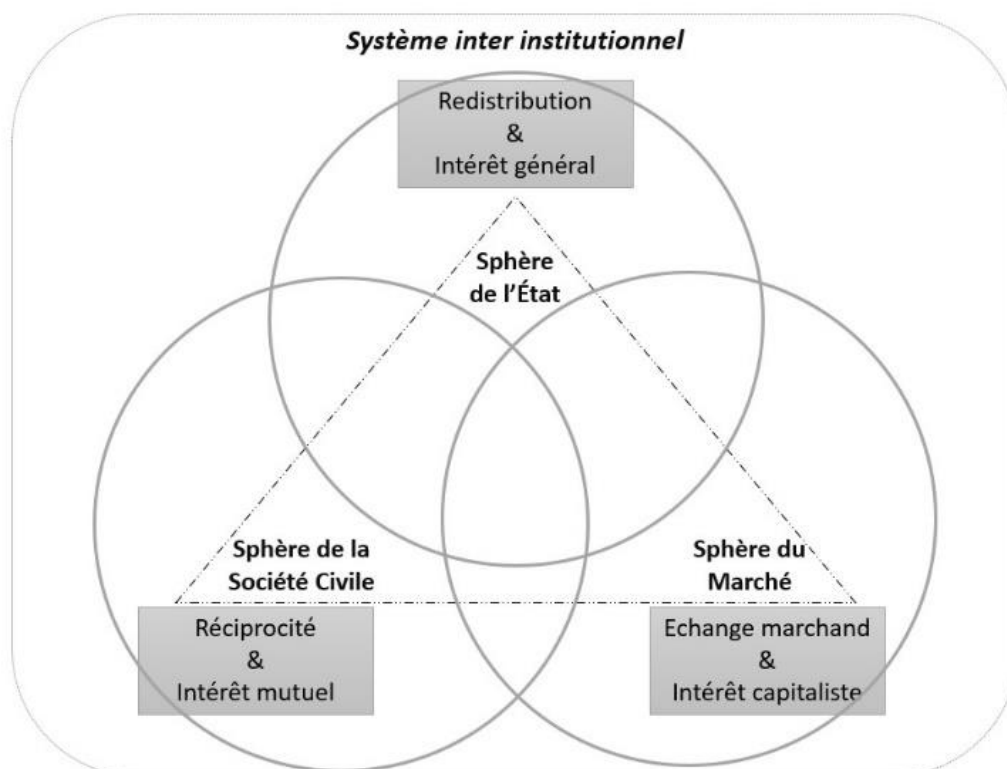 Système inter institutionnel
Redistribution
&
Intérêt général
Sphère
de l'État
Sphère de la
Société Civile
Sphère du
Marché
Réciprocité
&
Intérêt mutuel
Echange marchand
&
Intérêt capitaliste